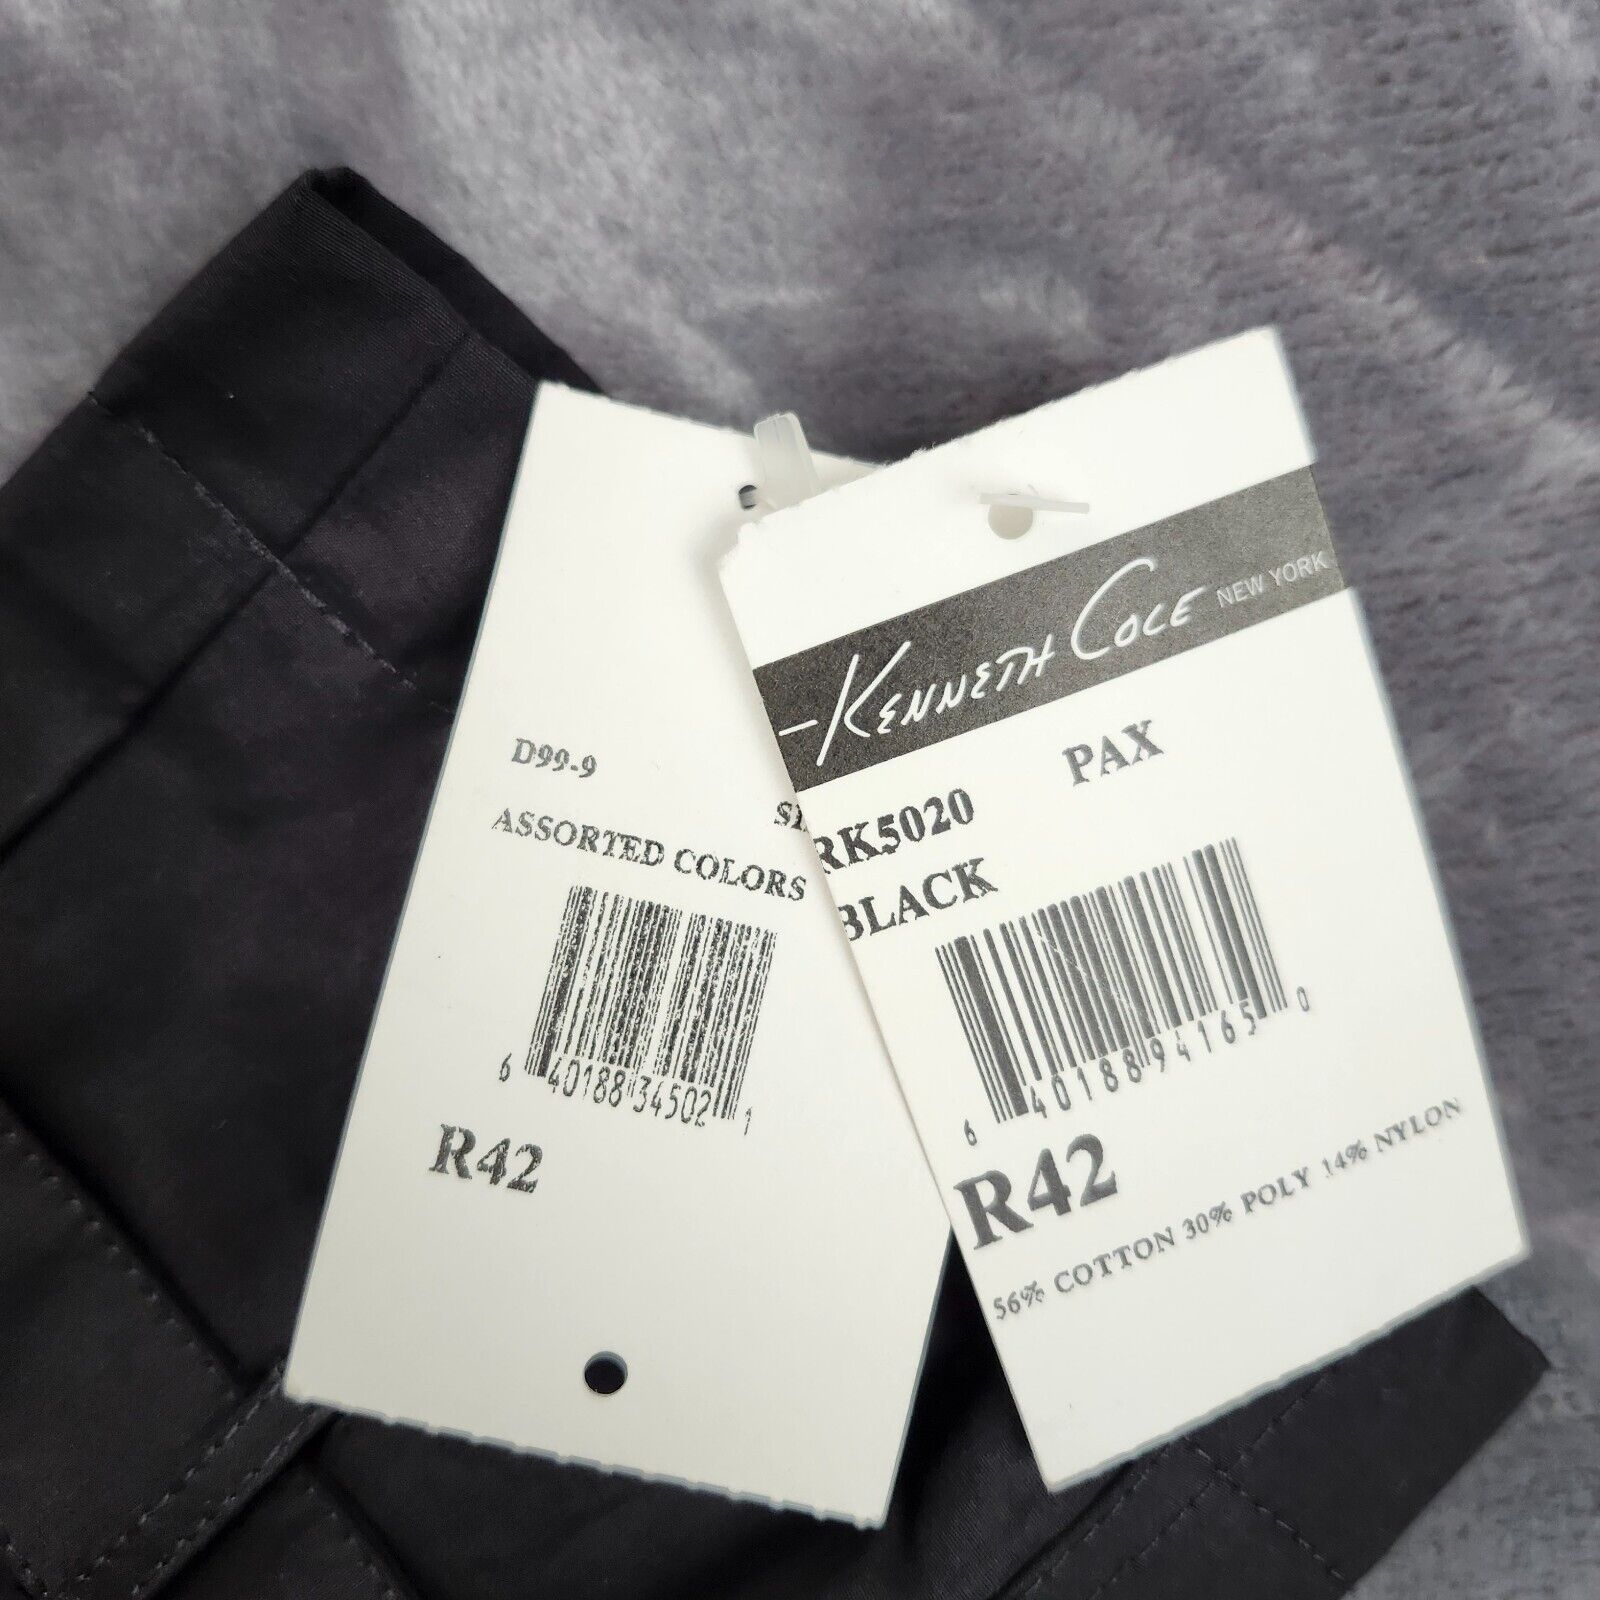 D99-9
ASSORTED COLORS
6 40188 34502 1
R42
KENNETH COLE NEW YORK
PAX
RK5020
BLACK
6 40188 94165 0
R42
56% COTTON 30% POLY 14% NYLON